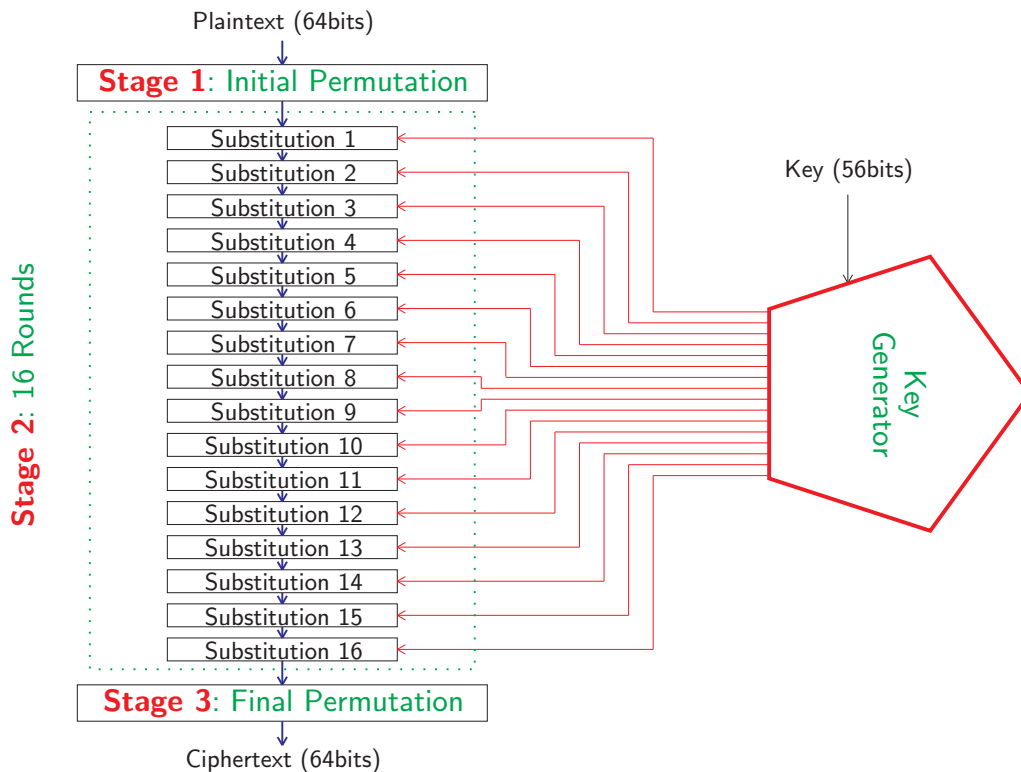 Plaintext (64bits)
Stage 1: Initial Permutation
Substitution 1
Substitution 2
Substitution 3
Substitution 4
Substitution 5
Substitution 6
Substitution 7
Substitution 8
Substitution 9
Substitution 10
Substitution 11
Substitution 12
Substitution 13
Substitution 14
Substitution 15
Substitution 16
Stage 2: 16 Rounds
Key (56bits)
Key
Generator
Stage 3: Final Permutation
Ciphertext (64bits)